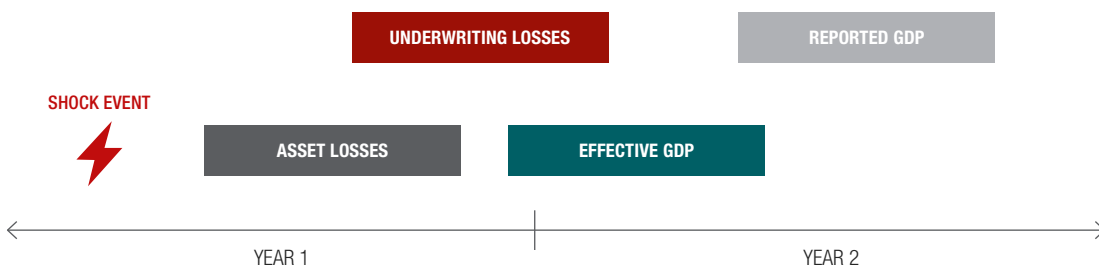 UNDERWRITING LOSSES
REPORTED GDP
SHOCK EVENT
ASSET LOSSES
EFFECTIVE GDP
YEAR 1
YEAR 2